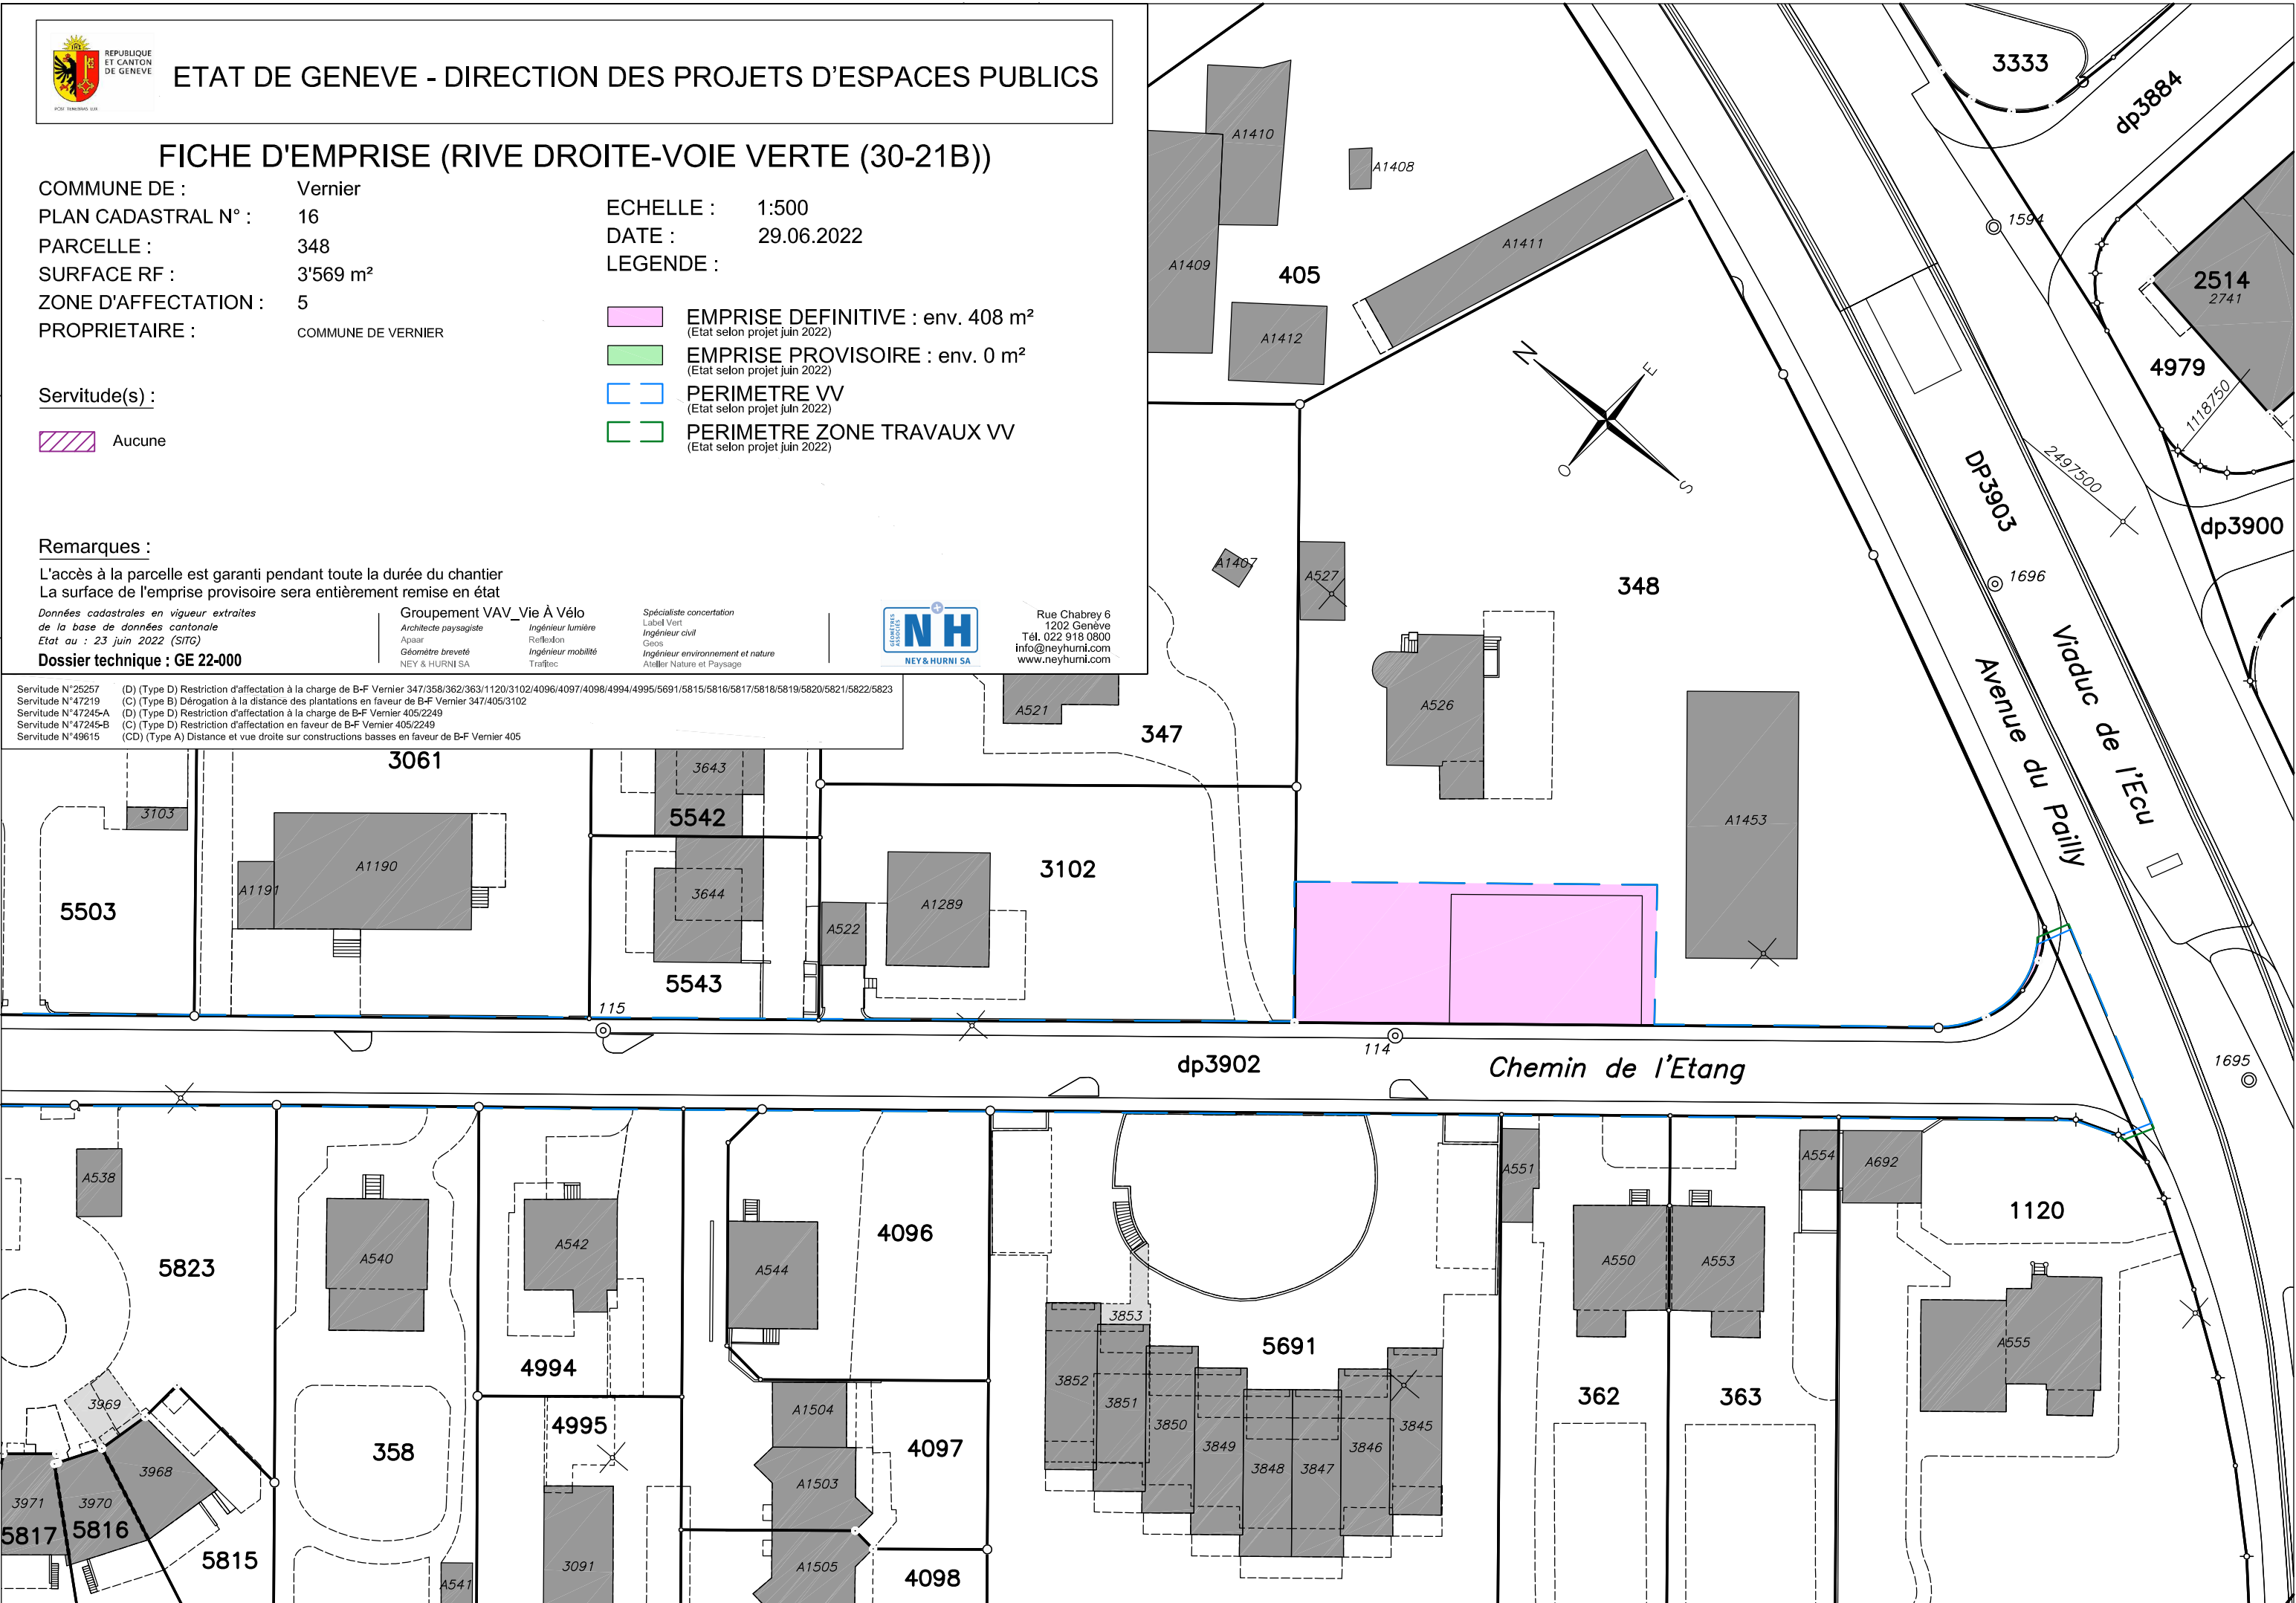 REPUBLIQUE
ET CANTON
DE GENEVE
POST TENEBRAS LUX
ETAT DE GENEVE - DIRECTION DES PROJETS D'ESPACES PUBLICS
FICHE D'EMPRISE (RIVE DROITE-VOIE VERTE (30-21B))
COMMUNE DE : Vernier
PLAN CADASTRAL N° : 16
PARCELLE : 348
SURFACE RF : 3'569 m²
ZONE D'AFFECTATION : 5
PROPRIETAIRE : COMMUNE DE VERNIER
ECHELLE : 1:500
DATE : 29.06.2022
LEGENDE :
EMPRISE DEFINITIVE : env. 408 m²
(Etat selon projet juin 2022)
EMPRISE PROVISOIRE : env. 0 m²
(Etat selon projet juin 2022)
PERIMETRE VV
(Etat selon projet juin 2022)
PERIMETRE ZONE TRAVAUX VV
(Etat selon projet juin 2022)
Servitude(s) :
Aucune
Remarques :
L'accès à la parcelle est garanti pendant toute la durée du chantier
La surface de l'emprise provisoire sera entièrement remise en état
Données cadastrales en vigueur extraites
de la base de données cantonale
Etat au : 23 juin 2022 (SITG)
Dossier technique : GE 22-000
Groupement VAV_Vie À Vélo
Architecte paysagiste
Apaar
Géomètre breveté
NEY & HURNI SA
Ingénieur lumière
Reflexion
Ingénieur mobilité
Trafitec
Spécialiste concertation
Label Vert
Ingénieur civil
Geos
Ingénieur environnement et nature
Atelier Nature et Paysage
GÉOMÈTRES
ASSOCIÉS
NH
NEY & HURNI SA
Rue Chabrey 6
1202 Genève
Tél. 022 918 0800
info@neyhurni.com
www.neyhurni.com
Servitude N°25257 (D) (Type D) Restriction d'affectation à la charge de B-F Vernier 347/358/362/363/1120/3102/4096/4097/4098/4994/4995/5691/5815/5816/5817/5818/5819/5820/5821/5822/5823
Servitude N°47219 (C) (Type B) Dérogation à la distance des plantations en faveur de B-F Vernier 347/405/3102
Servitude N°47245-A (D) (Type D) Restriction d'affectation à la charge de B-F Vernier 405/2249
Servitude N°47245-B (C) (Type D) Restriction d'affectation en faveur de B-F Vernier 405/2249
Servitude N°49615 (CD) (Type A) Distance et vue droite sur constructions basses en faveur de B-F Vernier 405
3333
dp3884
A1410
A1408
1594
A1411
A1409
405
2514
2741
A1412
4979
N
E
O
S
1118750
2497500
DP3903
dp3900
A1407
A527
348
1696
Viaduc de l'Ecu
Avenue du Pailly
A521
A526
347
3061
3643
3103
5542
A1453
A1190
3102
A1191
3644
A1289
5503
A522
5543
115
114
dp3902
Chemin de l'Etang
1695
A538
A551
A554
A692
4096
1120
5823
A540
A542
A544
A550
A553
3853
A555
5691
4994
3852
362
363
3969
3851
A1504
4995
3850
3845
358
4097
3849
3846
3968
3848
3847
A1503
3971
3970
5817
5816
5815
3091
A1505
A541
4098